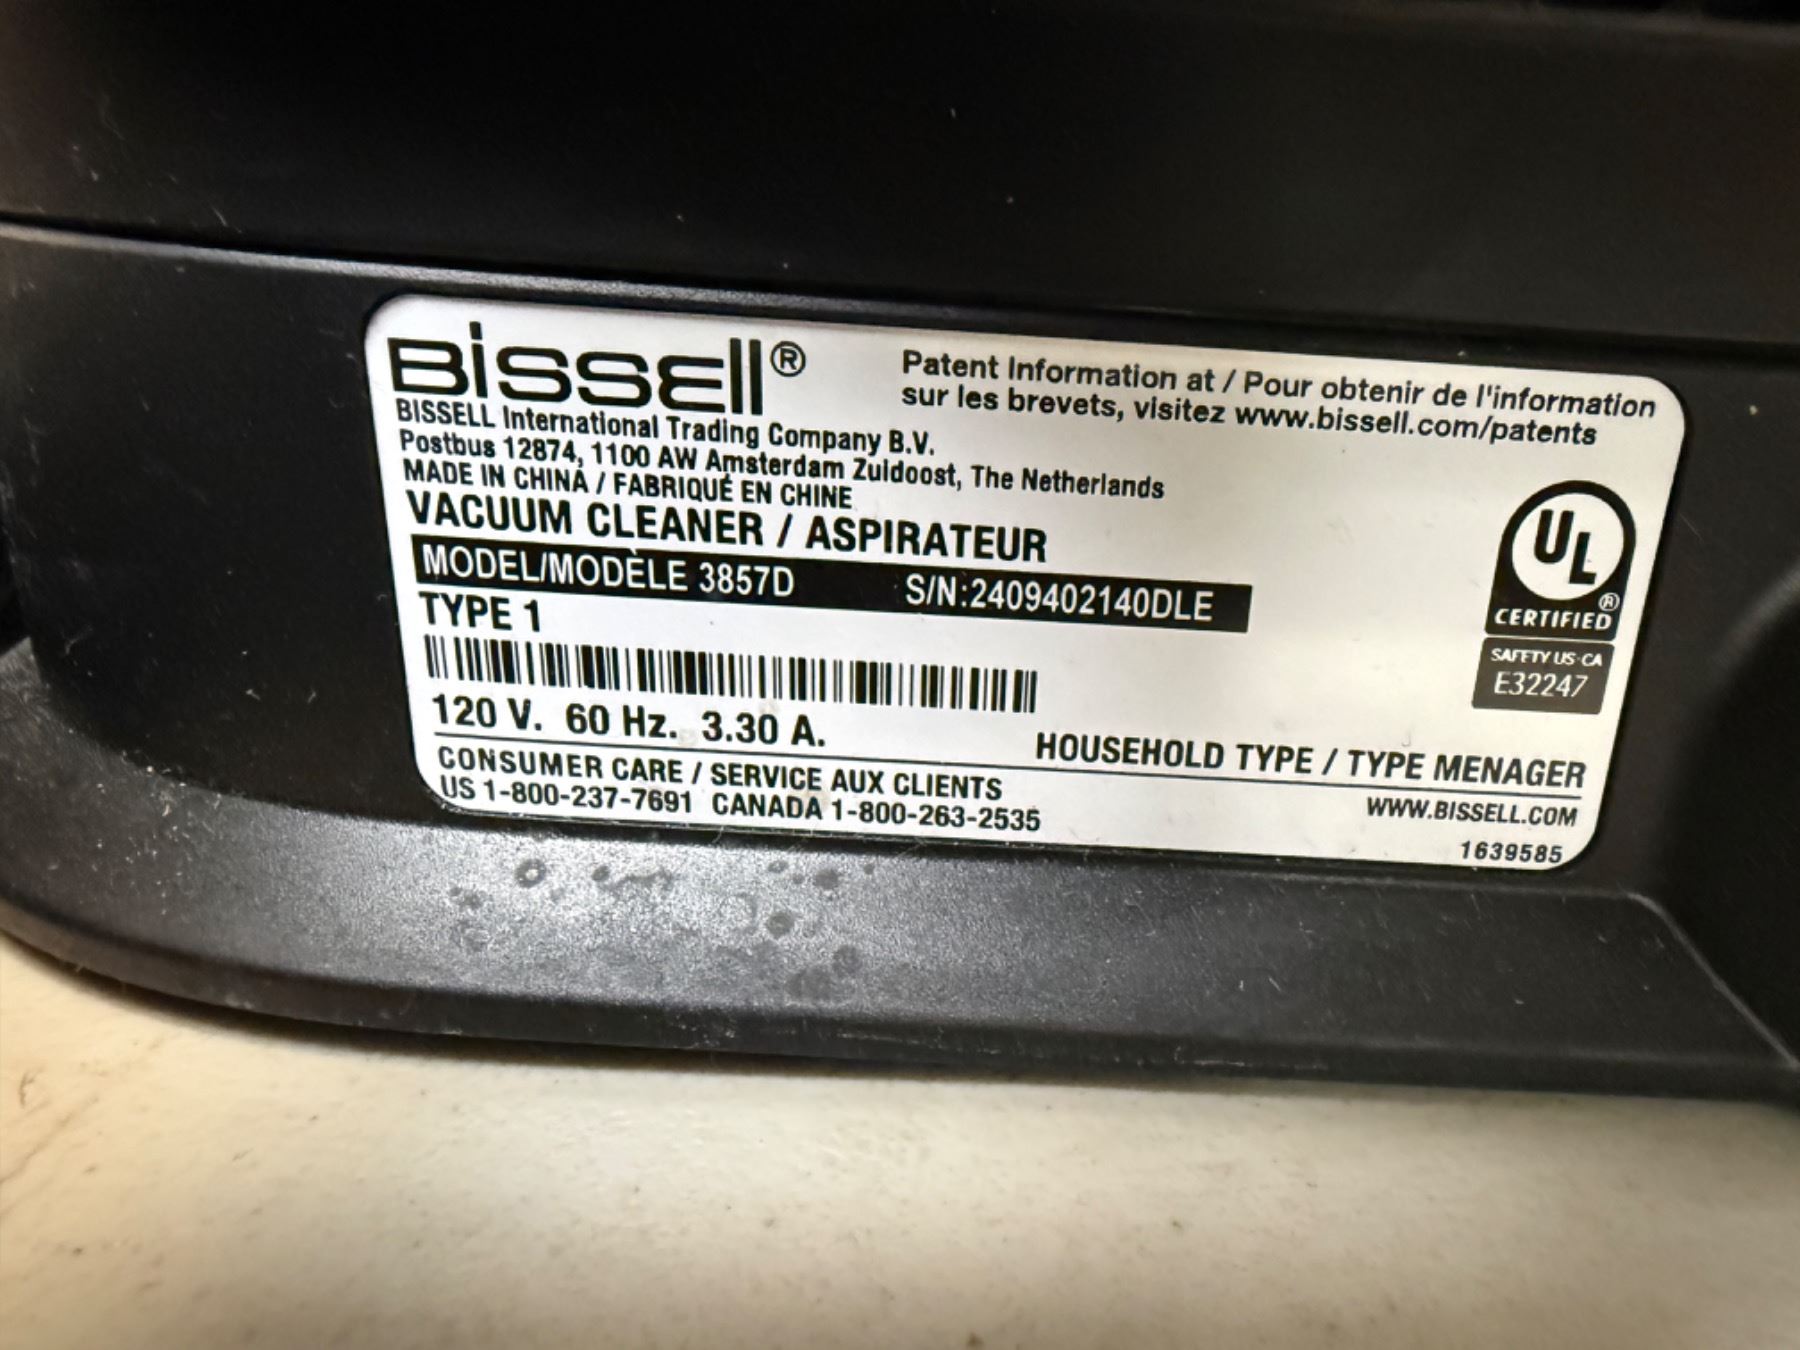 BISSELL®
BISSELL International Trading Company B.V.
Postbus 12874, 1100 AW Amsterdam Zuidoost, The Netherlands
MADE IN CHINA / FABRIQUÉ EN CHINE
VACUUM CLEANER / ASPIRATEUR
MODEL/MODÈLE 3857D S/N:2409402140DLE
TYPE 1
120 V. 60 Hz. 3.30 A.
CONSUMER CARE / SERVICE AUX CLIENTS
US 1-800-237-7691 CANADA 1-800-263-2535
Patent Information at / Pour obtenir de l'information
sur les brevets, visitez www.bissell.com/patents
UL
CERTIFIED®
SAFETY US-CA
E32247
HOUSEHOLD TYPE / TYPE MENAGER
WWW.BISSELL.COM
1639585